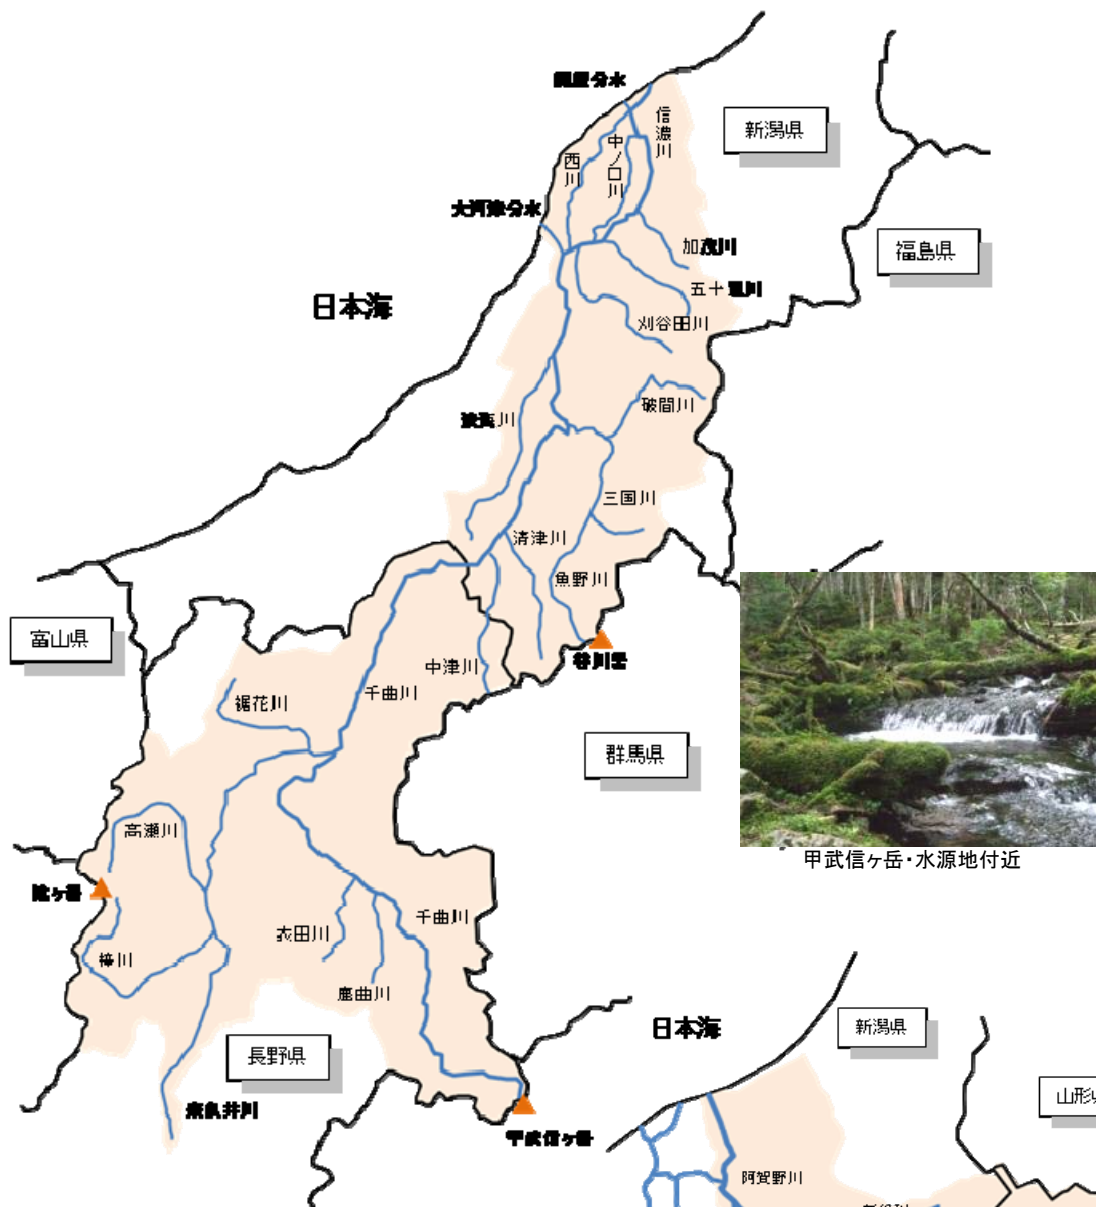 関屋分水
信濃川
新潟県
中ノ口川
西川
大河津分水
加茂川
福島県
五十嵐川
日本海
刈谷田川
破間川
渋海川
三国川
清津川
魚野川
富山県
谷川岳
中津川
千曲川
裾花川
群馬県
高瀬川
甲武信ヶ岳・水源地付近
槍ヶ岳
千曲川
依田川
梓川
鹿曲川
日本海
新潟県
長野県
山形
奈良井川
甲武信ヶ岳
阿賀野川